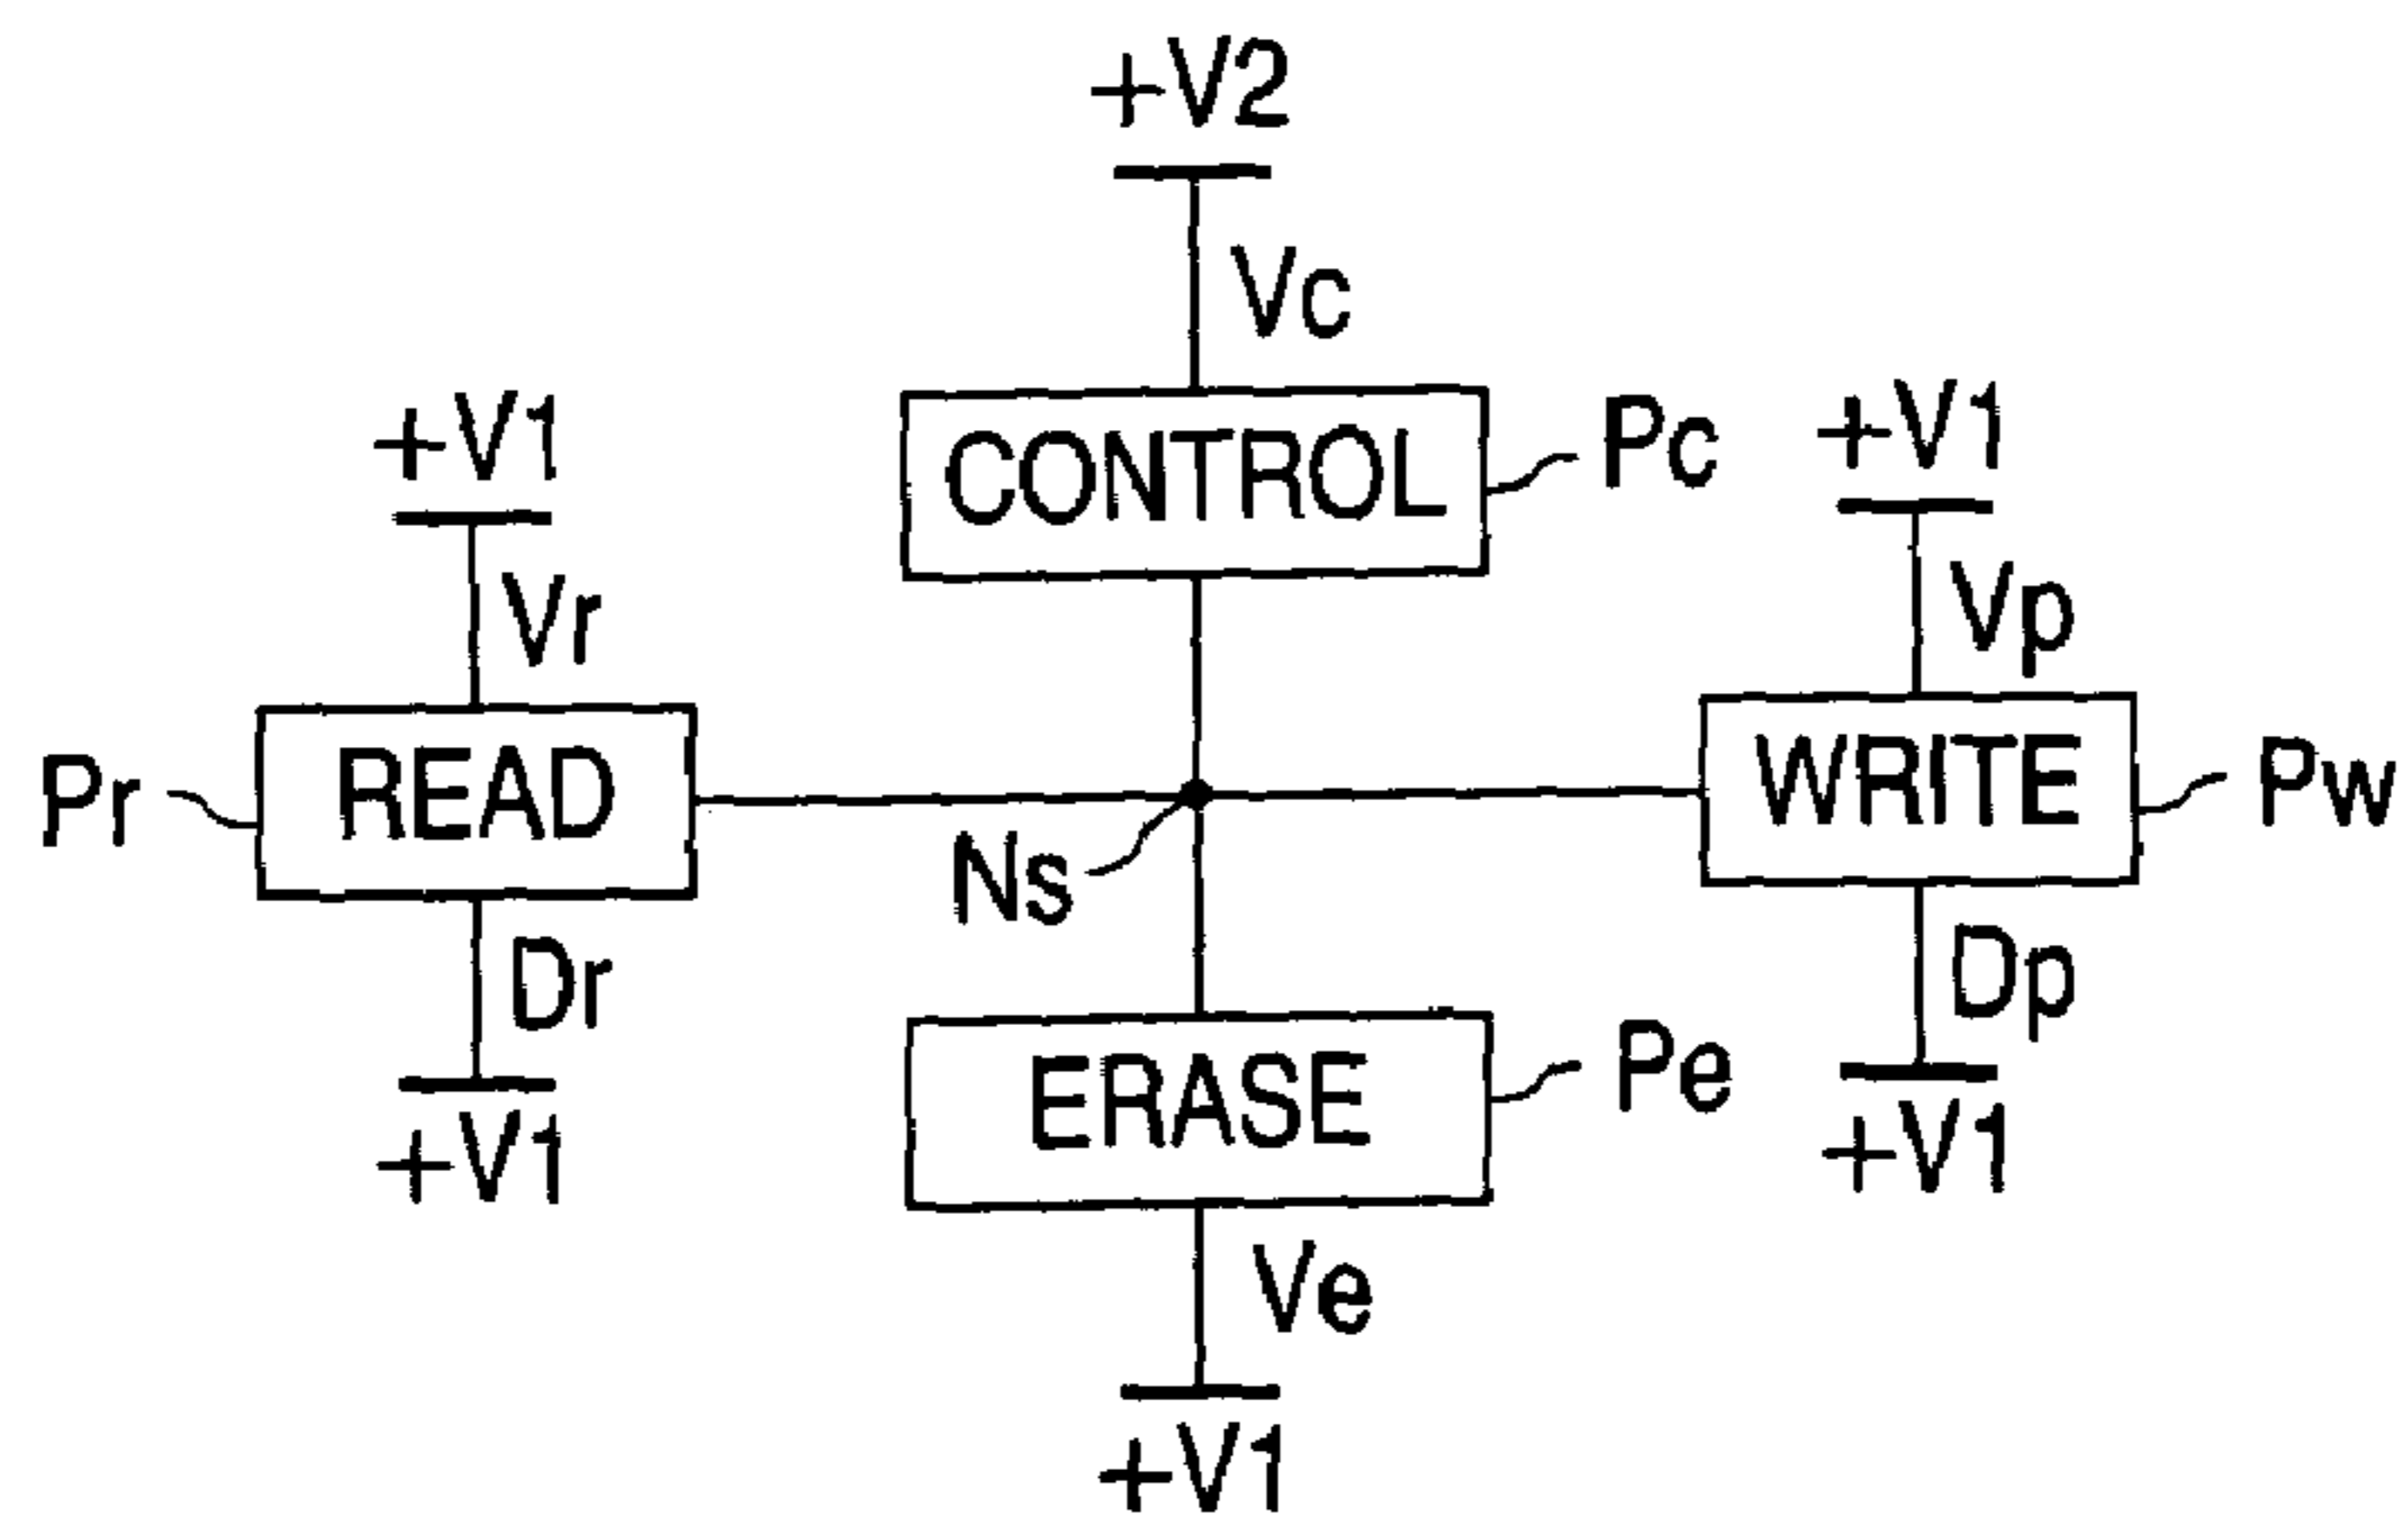 +V2
Vc
+V1
Vr
CONTROL
Pc
+V1
Vp
Pr
READ
Ns
WRITE
Pw
Dr
+V1
ERASE
Pe
Dp
+V1
Ve
+V1